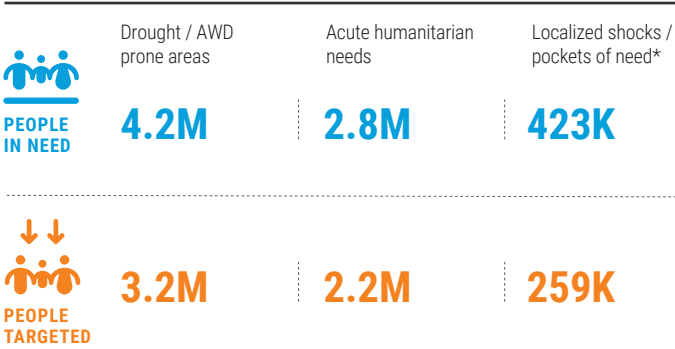 Drought / AWD
prone areas
Acute humanitarian
needs
Localized shocks /
pockets of need*
PEOPLE
IN NEED
4.2M
2.8M
423K
PEOPLE
TARGETED
3.2M
2.2M
259K